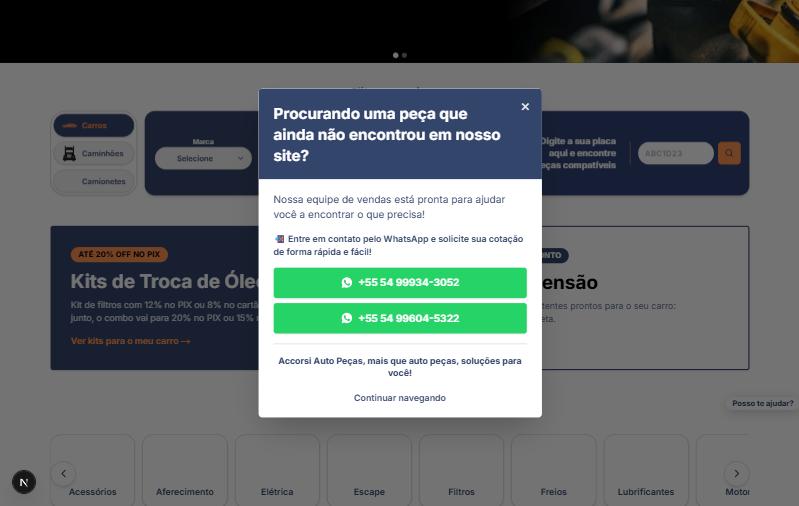 Procurando uma peça que
ainda não encontrou em nosso
site?
×
Nossa equipe de vendas está pronta para ajudar
você a encontrar o que precisa!
Entre em contato pelo WhatsApp e solicite sua cotação
de forma rápida e fácil!
+55 54 99934-3052
+55 54 99604-5322
Accorsi Auto Peças, mais que auto peças, soluções para
você!
Continuar navegando
Carros
Caminhões
Camionetes
Marca
Selecione
Digite a sua placa
aqui e encontre
peças compatíveis
ABC1D23
ATÉ 20% OFF NO PIX
Kits de Troca de Óleo
Kit de filtros com 12% no PIX ou 8% no cartã
junto, o combo vai para 20% no PIX ou 15%
Ver kits para o meu carro →
ONTO
ensão
tentes prontos para o seu carro:
eta.
Posso te ajudar?
N
Acessórios
Aferecimento
Elétrica
Escape
Filtros
Freios
Lubrificantes
Motor